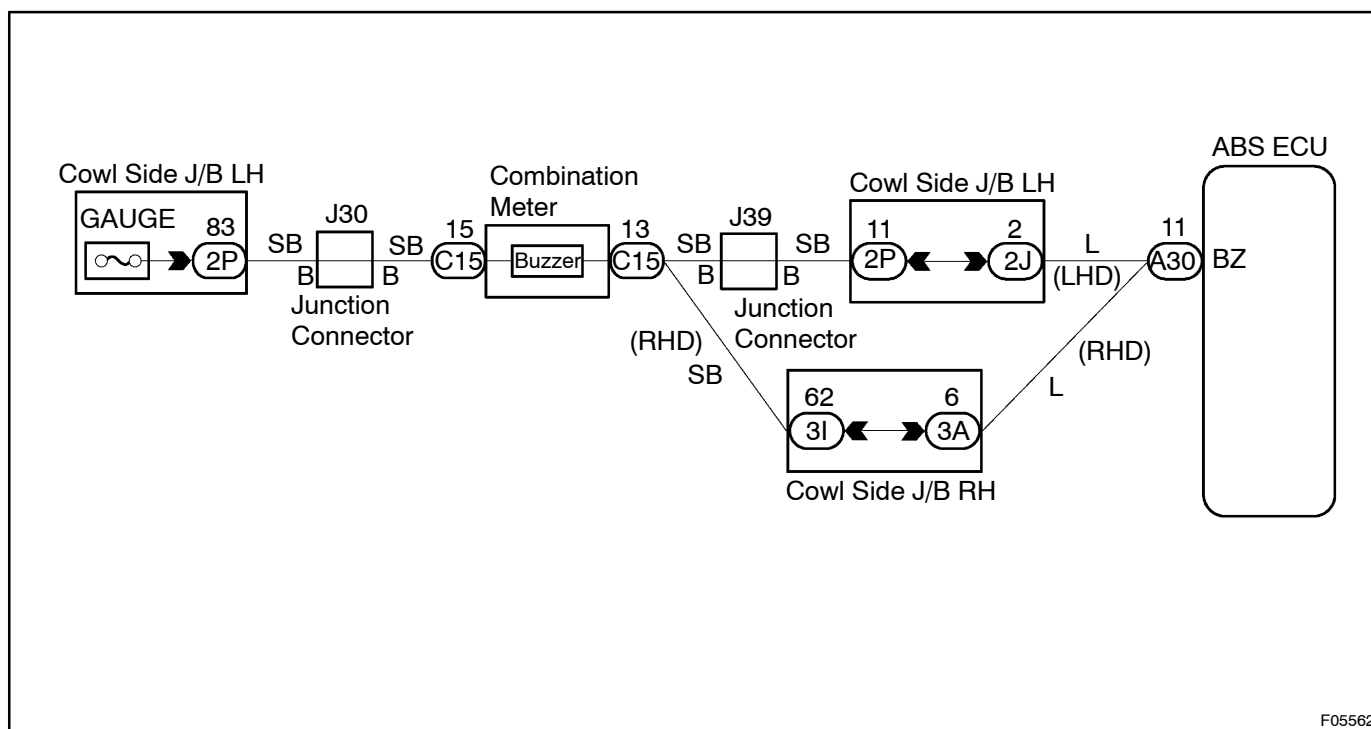 ABS ECU
Cowl Side J/B LH
Combination
Meter
Cowl Side J/B LH
GAUGE
83
2P
SB
J30
SB
B
B
Junction
Connector
15
C15
Buzzer
13
C15
SB
J39
SB
B
B
Junction
Connector
11
2P
2
2J
L
(LHD)
11
A30
BZ
(RHD)
SB
(RHD)
L
62
3I
6
3A
Cowl Side J/B RH
F05562